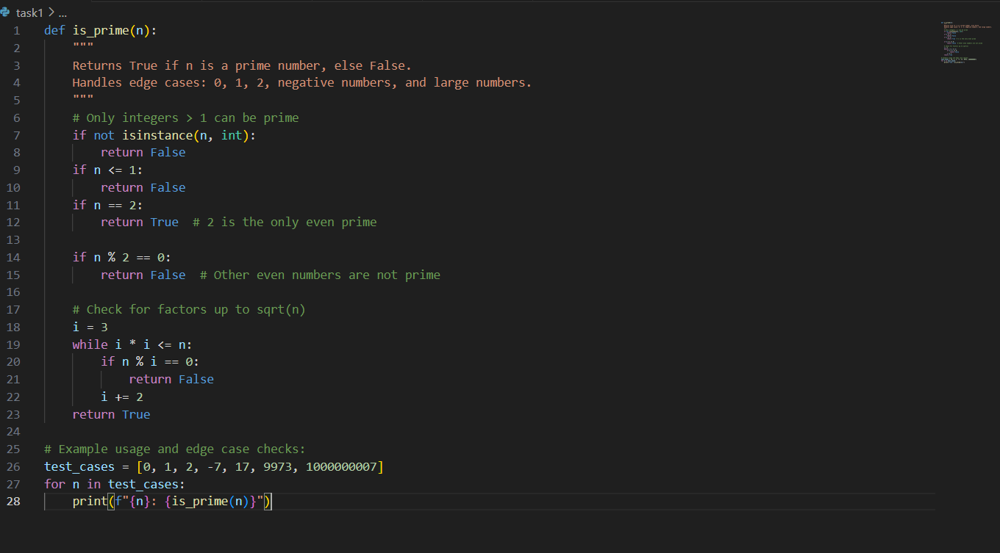 task1 > ...
1 def is_prime(n):
2     """
3     Returns True if n is a prime number, else False.
4     Handles edge cases: 0, 1, 2, negative numbers, and large numbers.
5     """
6     # Only integers > 1 can be prime
7     if not isinstance(n, int):
8         return False
9     if n <= 1:
10         return False
11     if n == 2:
12         return True  # 2 is the only even prime
13
14     if n % 2 == 0:
15         return False  # Other even numbers are not prime
16
17     # Check for factors up to sqrt(n)
18     i = 3
19     while i * i <= n:
20         if n % i == 0:
21             return False
22         i += 2
23     return True
24
25 # Example usage and edge case checks:
26 test_cases = [0, 1, 2, -7, 17, 9973, 1000000007]
27 for n in test_cases:
28     print(f"{n}: {is_prime(n)}")